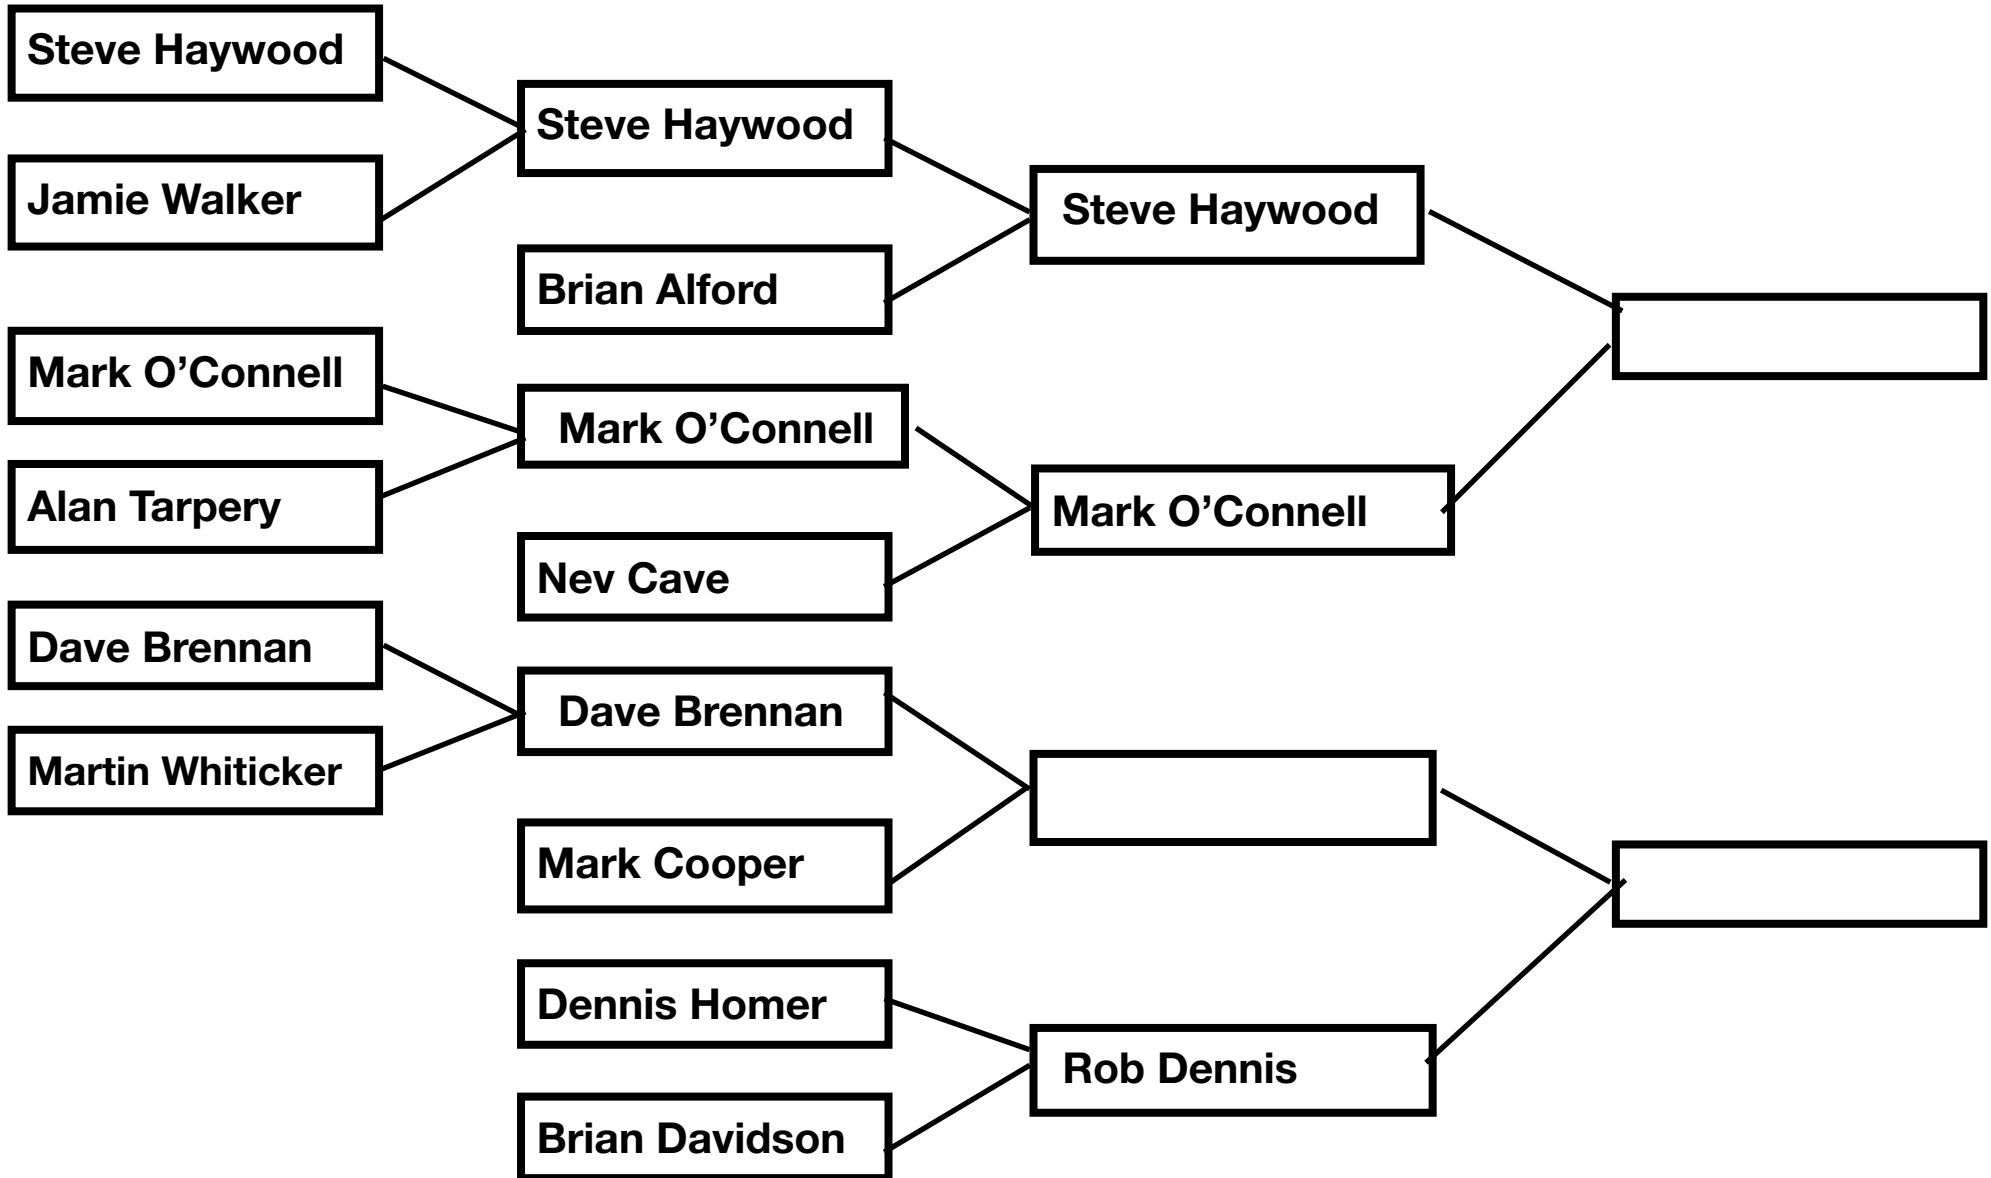 Steve Haywood
Jamie Walker
Mark O’Connell
Alan Tarpery
Dave Brennan
Martin Whiticker
Steve Haywood
Brian Alford
Mark O’Connell
Nev Cave
Dave Brennan
Mark Cooper
Dennis Homer
Brian Davidson
Steve Haywood
Mark O’Connell
Rob Dennis